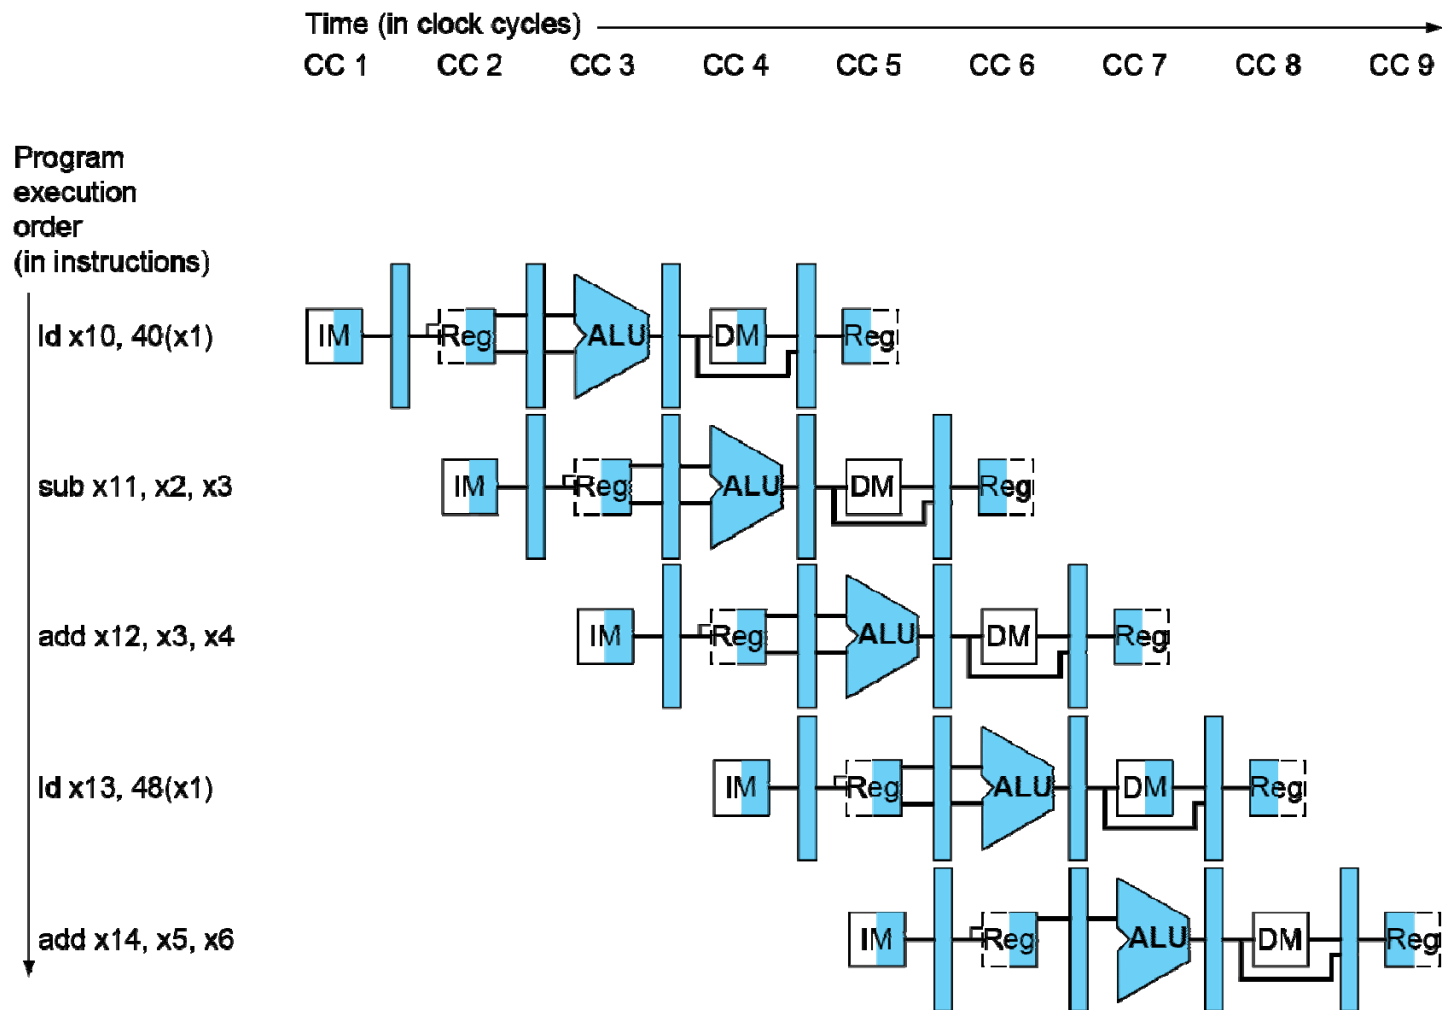 Time (in clock cycles)
CC 1 CC 2 CC 3 CC 4 CC 5 CC 6 CC 7 CC 8 CC 9
Program
execution
order
(in instructions)
ld x10, 40(x1)
IM Reg ALU DM Reg
sub x11, x2, x3
IM Reg ALU DM Reg
add x12, x3, x4
IM Reg ALU DM Reg
ld x13, 48(x1)
IM Reg ALU DM Reg
add x14, x5, x6
IM Reg ALU DM Reg